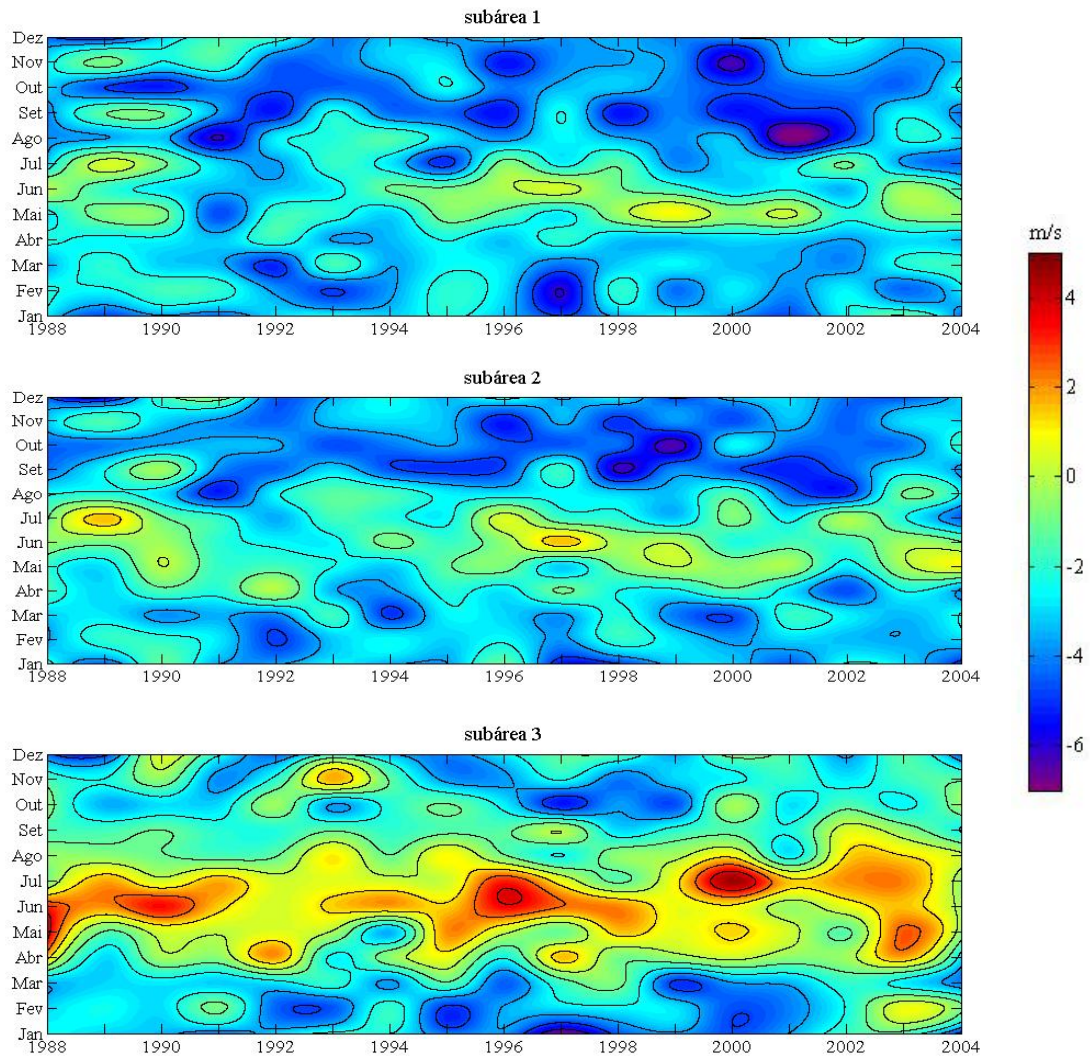 subárea 1
Dez
Nov
Out
Set
Ago
Jul
Jun
Mai
Abr
Mar
Fev
Jan
1988 1990 1992 1994 1996 1998 2000 2002 2004
subárea 2
Dez
Nov
Out
Set
Ago
Jul
Jun
Mai
Abr
Mar
Fev
Jan
1988 1990 1992 1994 1996 1998 2000 2002 2004
subárea 3
Dez
Nov
Out
Set
Ago
Jul
Jun
Mai
Abr
Mar
Fev
Jan
1988 1990 1992 1994 1996 1998 2000 2002 2004
m/s
4
2
0
-2
-4
-6